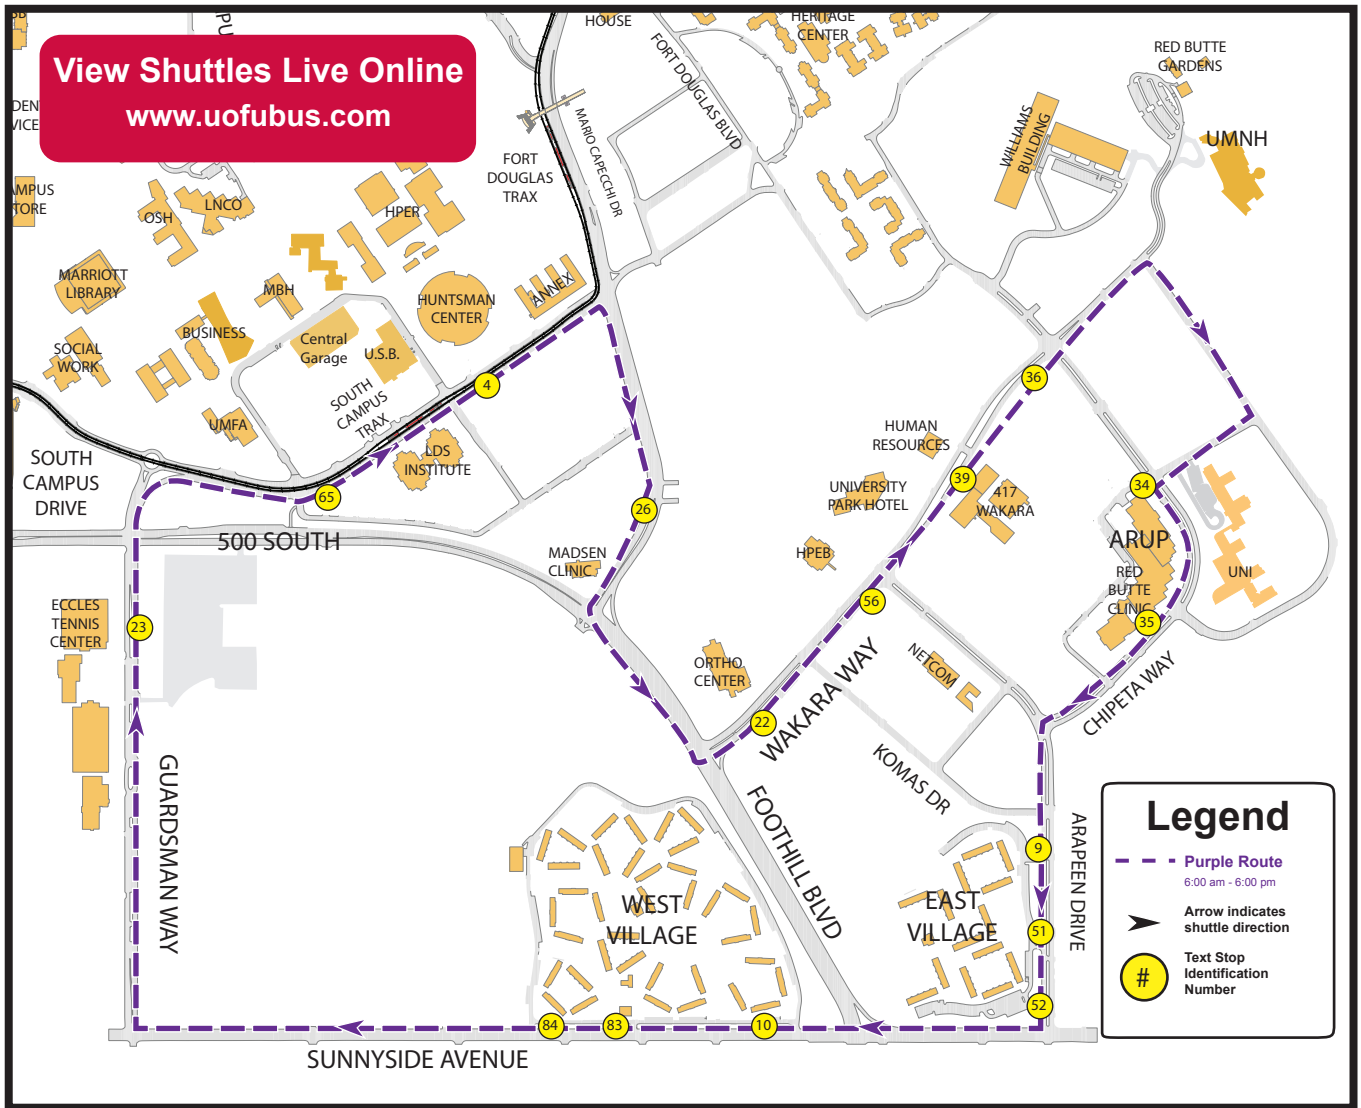 View Shuttles Live Online
www.uofubus.com
HOUSE
HERITAGE
CENTER
RED BUTTE
GARDENS
UMNH
WILLIAMS
BUILDING
FORT DOUGLAS BLVD
MARIO CAPECCHI DR
FORT
DOUGLAS
TRAX
OSH
LNCO
HPER
MARRIOTT
LIBRARY
MBH
HUNTSMAN
CENTER
ANNEX
BUSINESS
SOCIAL
WORK
Central
Garage
U.S.B.
SOUTH
CAMPUS
TRAX
UMFA
LDS
INSTITUTE
4
65
SOUTH
CAMPUS
DRIVE
500 SOUTH
26
MADSEN
CLINIC
36
HUMAN
RESOURCES
39
UNIVERSITY
PARK HOTEL
417
WAKARA
34
ARUP
RED
BUTTE
CLINIC
UNI
35
HPEB
56
ECCLES
TENNIS
CENTER
23
ORTHO
CENTER
22
WAKARA WAY
NETCOM
CHIPETA WAY
KOMAS DR
GUARDSMAN WAY
FOOTHILL BLVD
ARAPEEN DRIVE
9
51
52
WEST
VILLAGE
EAST
VILLAGE
84
83
10
SUNNYSIDE AVENUE
Legend
Purple Route
6:00 am - 6:00 pm
Arrow indicates
shuttle direction
#
Text Stop
Identification
Number